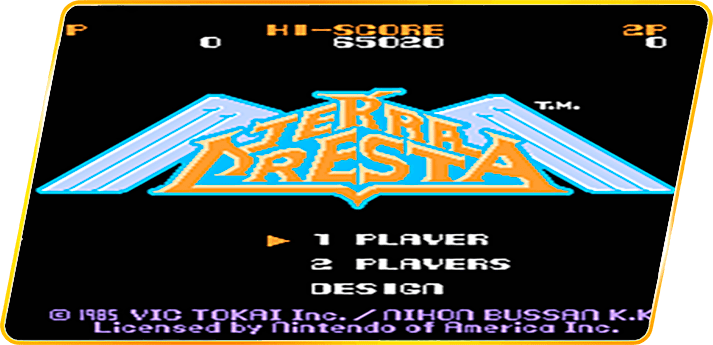 P HI-SCORE 2P
0 65020 0
TERRA T.M.
PRESTA
1 PLAYER
2 PLAYERS
DESIGN
© 1985 VIC TOKAI Inc. / NIHON BUSSAN K.K
Licensed by Nintendo of America Inc.